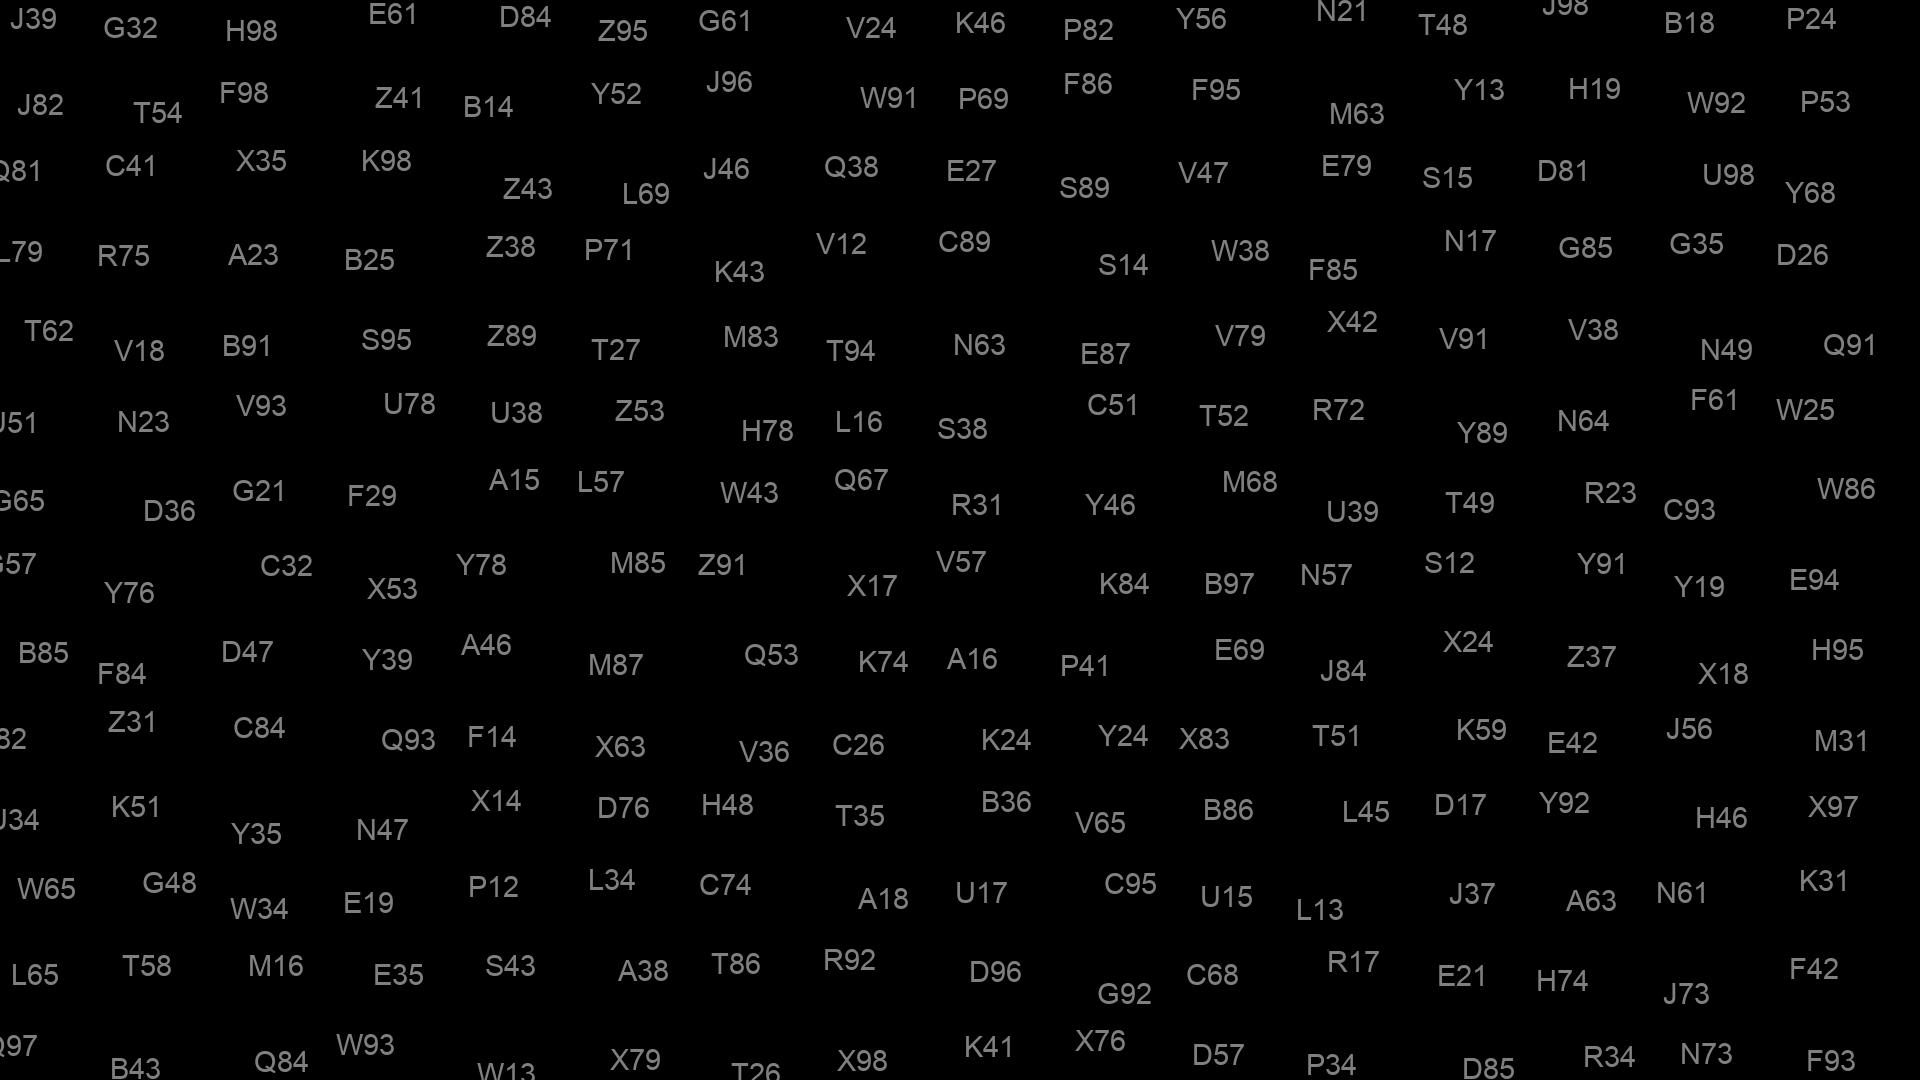 J39 G32 H98 E61 D84 Z95 G61 V24 K46 P82 Y56 N21 T48 J98 B18 P24
J82 T54 F98 Z41 B14 Y52 J96 W91 P69 F86 F95 M63 Y13 H19 W92 P53
Q81 C41 X35 K98 Z43 L69 J46 Q38 E27 S89 V47 E79 S15 D81 U98 Y68
L79 R75 A23 B25 Z38 P71 K43 V12 C89 S14 W38 F85 N17 G85 G35 D26
T62 V18 B91 S95 Z89 T27 M83 T94 N63 E87 V79 X42 V91 V38 N49 Q91
N23 V93 U78 U38 Z53 H78 L16 S38 C51 T52 R72 Y89 N64 F61 W25
G65 D36 G21 F29 A15 L57 W43 Q67 R31 Y46 M68 U39 T49 R23 C93 W86
Y76 C32 X53 Y78 M85 Z91 X17 V57 K84 B97 N57 S12 Y91 Y19 E94
B85 F84 D47 Y39 A46 M87 Q53 K74 A16 P41 E69 J84 X24 Z37 X18 H95
Z31 C84 Q93 F14 X63 V36 C26 K24 Y24 X83 T51 K59 E42 J56 M31
K51 Y35 N47 X14 D76 H48 T35 B36 V65 B86 L45 D17 Y92 H46 X97
W65 G48 W34 E19 P12 L34 C74 A18 U17 C95 U15 L13 J37 A63 N61 K31
L65 T58 M16 E35 S43 A38 T86 R92 D96 G92 C68 R17 E21 H74 J73 F42
Q97 B43 Q84 W93 W13 X79 T26 X98 K41 X76 D57 P34 D85 R34 N73 F93